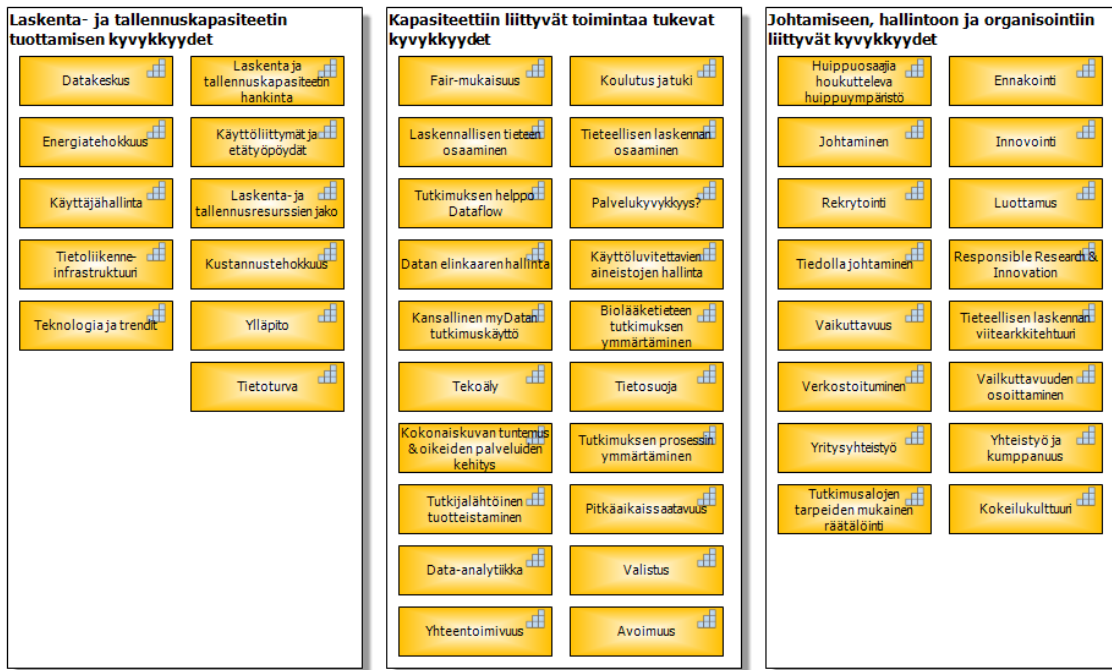 Laskenta- ja tallennuskapasiteetin
tuottamisen kyvykkyydet
Datakeskus
Laskenta ja
tallennuskapasiteetin
hankinta
Energiatehokkuus
Käyttöliittymät ja
etätyöpöydät
Käyttäjähallinta
Laskenta- ja
tallennusresurssien jako
Tietoliikenne-
infrastruktuuri
Kustannustehokkuus
Teknologia ja trendit
Ylläpito
Tietoturva
Kapasiteettiin liittyvät toimintaa tukevat
kyvykkyydet
Fair-mukaisuus
Koulutus ja tuki
Laskennallisen tieteen
osaaminen
Tieteellisen laskennan
osaaminen
Tutkimuksen helppo
Dataflow
Palvelukyvykkyys?
Datan elinkaaren hallinta
Käyttöluvitettavien
aineistojen hallinta
Kansallinen myDatan
tutkimuskäyttö
Biolääketieteen
tutkimuksen
ymmärtäminen
Tekoäly
Tietosuoja
Kokonaiskuvan tuntemus
& oikeiden palveluiden
kehitys
Tutkimuksen prosessin
ymmärtäminen
Tutkijalähtöinen
tuotteistaminen
Pitkäaikaissaatavuus
Data-analytiikka
Valistus
Yhteentoimivuus
Avoimuus
Johtamiseen, hallintoon ja organisointiin
liittyvät kyvykkyydet
Huippuosaajia
houkutteleva
huippuympäristö
Ennakointi
Johtaminen
Innovointi
Rekrytointi
Luottamus
Tiedolla johtaminen
Responsible Research &
Innovation
Vaikuttavuus
Tieteellisen laskennan
viitearkkitehtuuri
Verkostoituminen
Vailkuttavuuden
osoittaminen
Yritysyhteistyö
Yhteistyö ja
kumppanuus
Tutkimusalojen
tarpeiden mukainen
räätälöinti
Kokeilukulttuuri